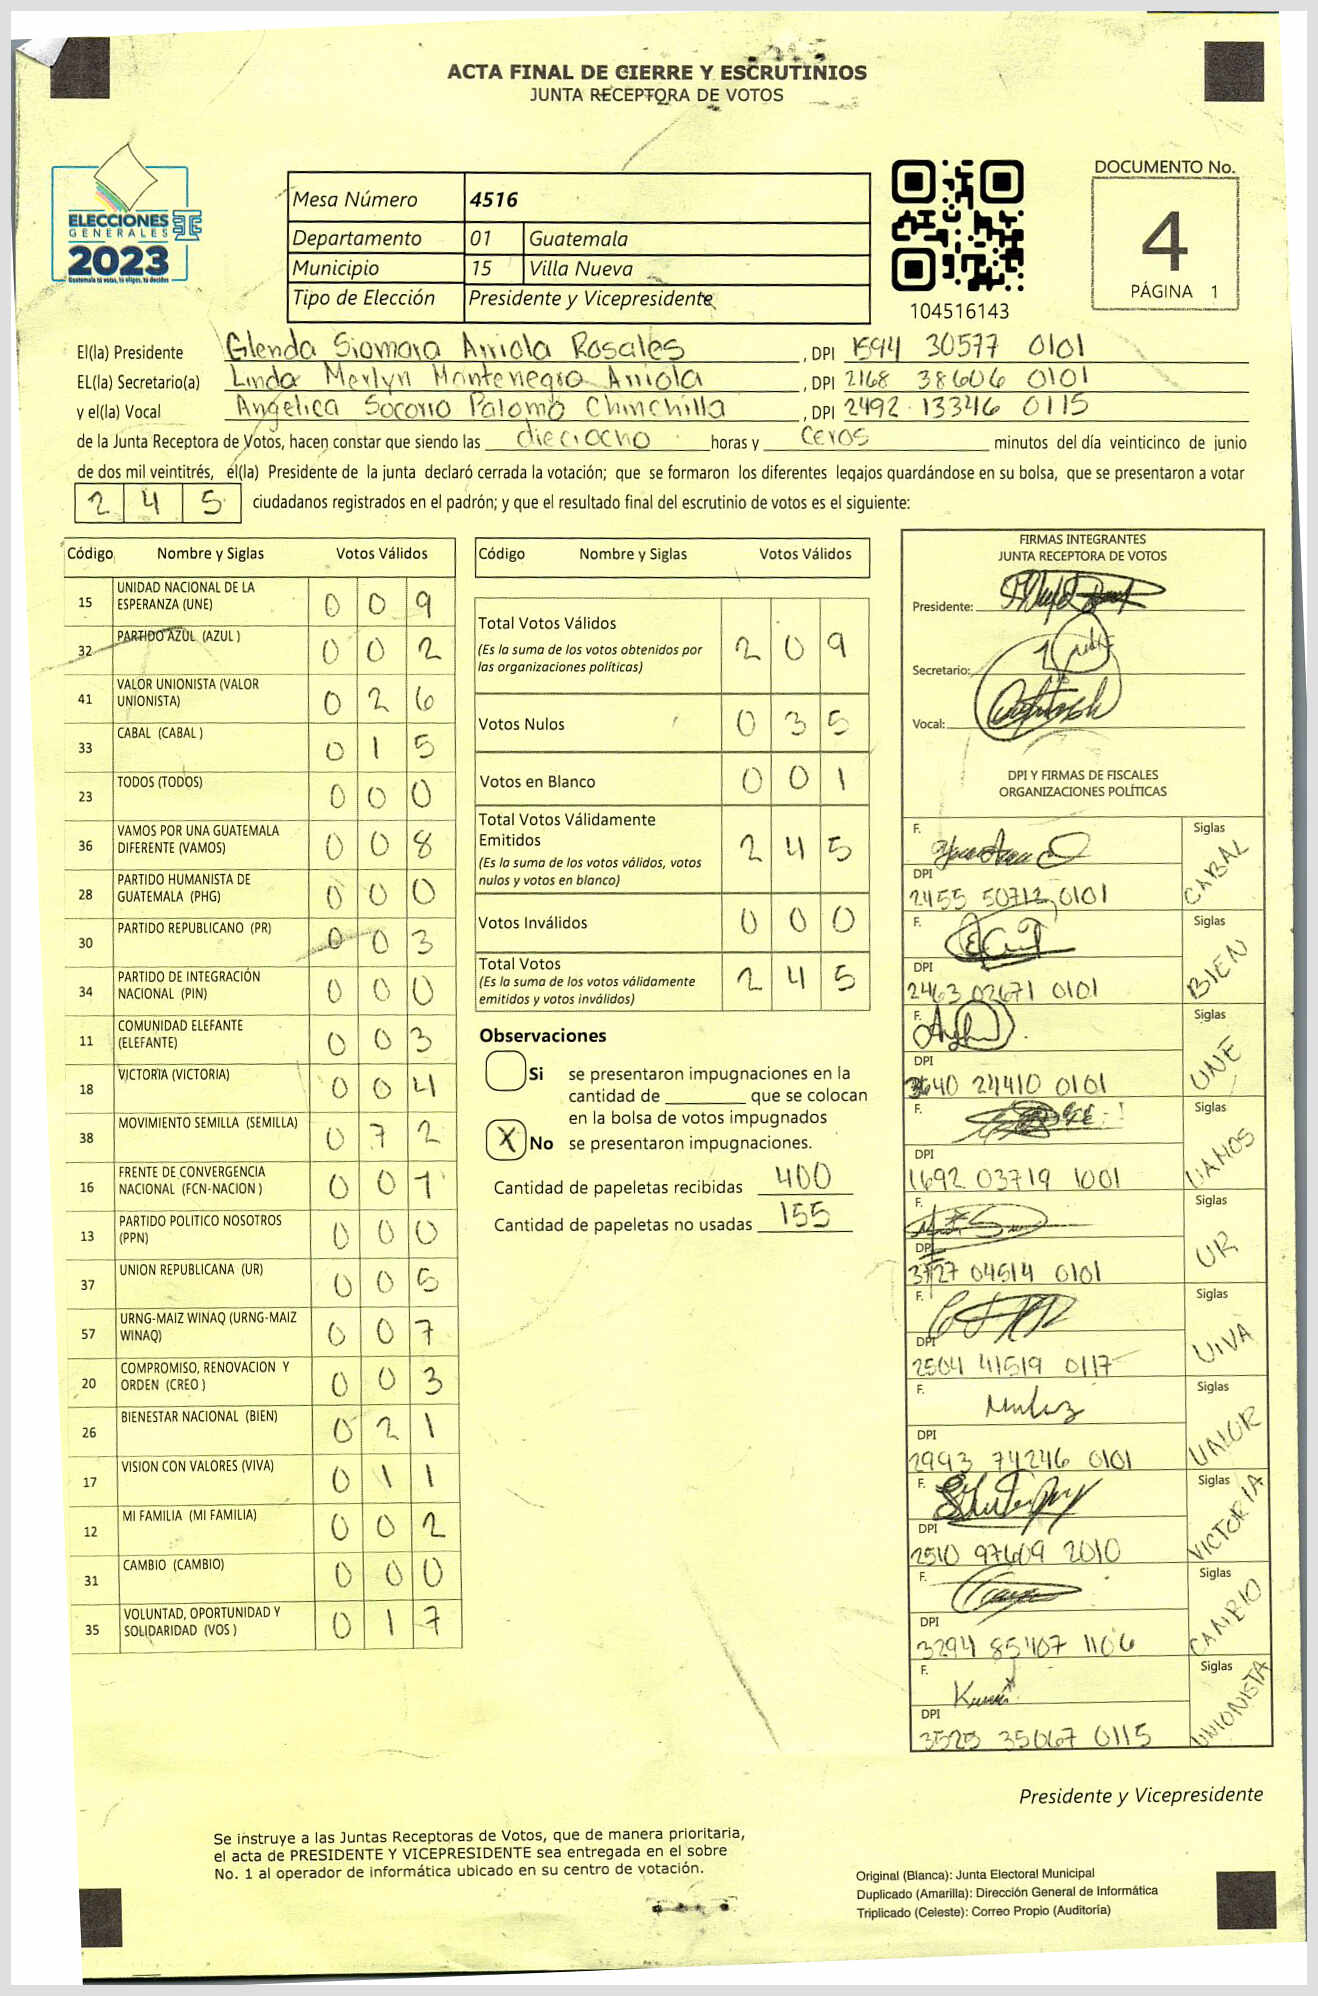 ACTA FINAL DE CIERRE Y ESCRUTINIOS
JUNTA RECEPTORA DE VOTOS
ELECCIONES
GENERALES
2023
Guatemala tú votas, tú eliges, tú decides
Mesa Número 4516
Departamento 01 Guatemala
Municipio 15 Villa Nueva
Tipo de Elección Presidente y Vicepresidente
104516143
DOCUMENTO No.
4
PÁGINA 1
El(la) Presidente Glenda Siomara Arriola Rosales , DPI 1594 30577 0101
EL(la) Secretario(a) Linda Merlyn Montenegro Arriola , DPI 2168 38606 0101
y el(la) Vocal Angelica Socorro Palomo Chinchilla , DPI 2492 13346 0115
de la Junta Receptora de Votos, hacen constar que siendo las dieciocho horas y Ceros minutos del día veinticinco de junio
de dos mil veintitrés, el(la) Presidente de la junta declaró cerrada la votación; que se formaron los diferentes legajos quardándose en su bolsa, que se presentaron a votar
2 4 5 ciudadanos registrados en el padrón; y que el resultado final del escrutinio de votos es el siguiente:
Código Nombre y Siglas Votos Válidos
15 UNIDAD NACIONAL DE LA ESPERANZA (UNE) 0 0 9
32 PARTIDO AZUL (AZUL ) 0 0 2
41 VALOR UNIONISTA (VALOR UNIONISTA) 0 2 6
33 CABAL (CABAL ) 0 1 5
23 TODOS (TODOS) 0 0 0
36 VAMOS POR UNA GUATEMALA DIFERENTE (VAMOS) 0 0 8
28 PARTIDO HUMANISTA DE GUATEMALA (PHG) 0 0 0
30 PARTIDO REPUBLICANO (PR) 0 0 3
34 PARTIDO DE INTEGRACIÓN NACIONAL (PIN) 0 0 0
11 COMUNIDAD ELEFANTE (ELEFANTE) 0 0 3
18 VICTORIA (VICTORIA) 0 0 4
38 MOVIMIENTO SEMILLA (SEMILLA) 0 7 2
16 FRENTE DE CONVERGENCIA NACIONAL (FCN-NACION ) 0 0 1
13 PARTIDO POLITICO NOSOTROS (PPN) 0 0 0
37 UNION REPUBLICANA (UR) 0 0 5
57 URNG-MAIZ WINAQ (URNG-MAIZ WINAQ) 0 0 7
20 COMPROMISO, RENOVACION Y ORDEN (CREO ) 0 0 3
26 BIENESTAR NACIONAL (BIEN) 0 2 1
17 VISION CON VALORES (VIVA) 0 1 1
12 MI FAMILIA (MI FAMILIA) 0 0 2
31 CAMBIO (CAMBIO) 0 0 0
35 VOLUNTAD, OPORTUNIDAD Y SOLIDARIDAD (VOS ) 0 1 7
Código Nombre y Siglas Votos Válidos
Total Votos Válidos 2 0 9
(Es la suma de los votos obtenidos por
las organizaciones políticas)
Votos Nulos 0 3 5
Votos en Blanco 0 0 1
Total Votos Válidamente
Emitidos 2 4 5
(Es la suma de los votos válidos, votos
nulos y votos en blanco)
Votos Inválidos 0 0 0
Total Votos 2 4 5
(Es la suma de los votos válidamente
emitidos y votos inválidos)
Observaciones
Si se presentaron impugnaciones en la
cantidad de ________ que se colocan
en la bolsa de votos impugnados
X No se presentaron impugnaciones.
Cantidad de papeletas recibidas 400
Cantidad de papeletas no usadas 155
FIRMAS INTEGRANTES
JUNTA RECEPTORA DE VOTOS
Presidente:
Secretario:
Vocal:
DPI Y FIRMAS DE FISCALES
ORGANIZACIONES POLÍTICAS
F. Siglas CABAL
DPI
2455 50712 0101
F. Siglas BIEN
DPI
2463 02671 0101
F. Siglas UNE
DPI
3640 24410 0101
F. Siglas VAMOS
DPI
1692 03719 1001
F. Siglas UR
DPI
3727 04514 0101
F. Siglas VIVA
DPI
2504 41519 0117
F. Siglas VALOR
DPI
2993 74246 0101
F. Siglas VICTORIA
DPI
2510 97609 2010
F. Siglas CAMBIO
DPI
3294 85407 1106
F. Siglas UNIONISTA
DPI
3525 35067 0115
Presidente y Vicepresidente
Se instruye a las Juntas Receptoras de Votos, que de manera prioritaria,
el acta de PRESIDENTE Y VICEPRESIDENTE sea entregada en el sobre
No. 1 al operador de informática ubicado en su centro de votación.
Original (Blanca): Junta Electoral Municipal
Duplicado (Amarilla): Dirección General de Informática
Triplicado (Celeste): Correo Propio (Auditoría)